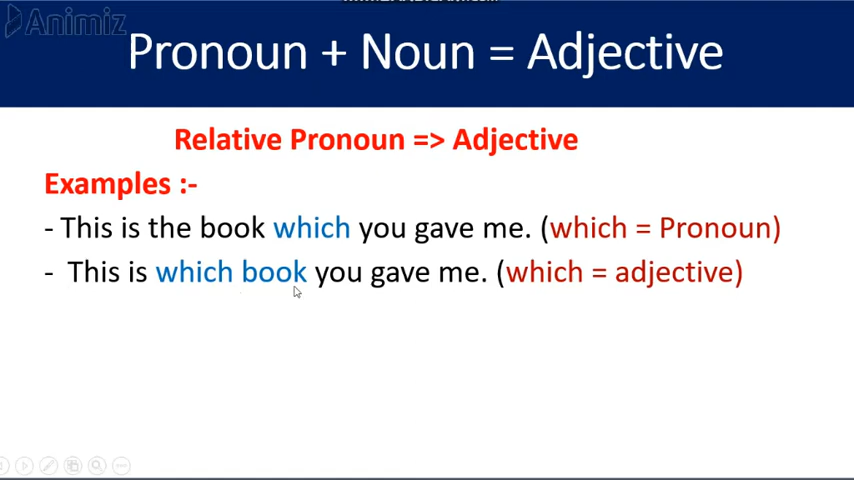 Animiz
Pronoun + Noun = Adjective
Relative Pronoun => Adjective
Examples :-
- This is the book which you gave me. (which = Pronoun)
- This is which book you gave me. (which = adjective)